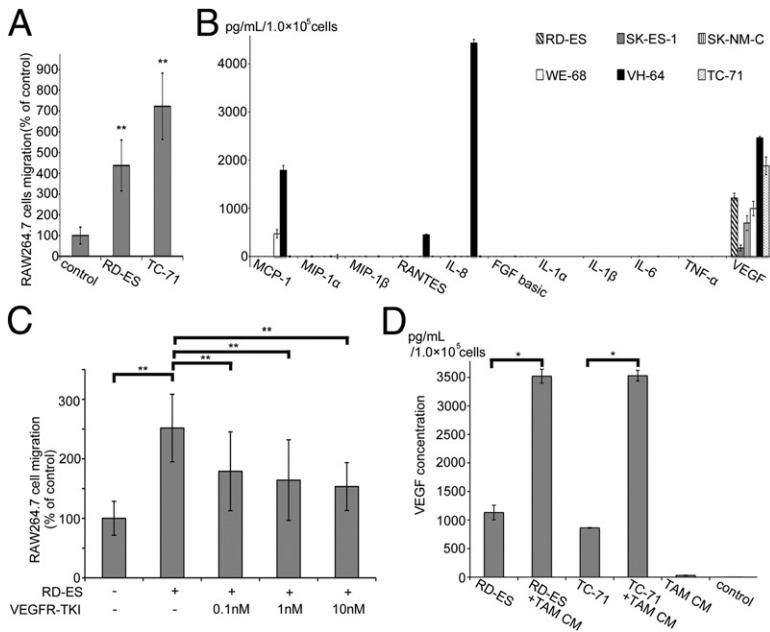 A
RAW264.7 cells migration(% of control)
900
800
700
600
500
400
300
200
100
0
**
**
control
RD-ES
TC-71
B
pg/mL/1.0×10⁵cells
4000
2000
1000
0
RD-ES
SK-ES-1
SK-NM-C
WE-68
VH-64
TC-71
MCP-1
MIP-1α
MIP-1β
RANTES
IL-8
FGF basic
IL-1α
IL-1β
IL-6
TNF-α
VEGF
C
RAW264.7 cell migration
(% of control)
300
200
100
0
**
**
**
**
RD-ES - + + + +
VEGFR-TKI - - 0.1nM 1nM 10nM
D
pg/mL
/1.0×10⁵cells
VEGF concentration
3500
3000
2500
2000
1500
1000
500
0
*
*
RD-ES
RD-ES
+TAM CM
TC-71
TC-71
+TAM CM
TAM CM
control